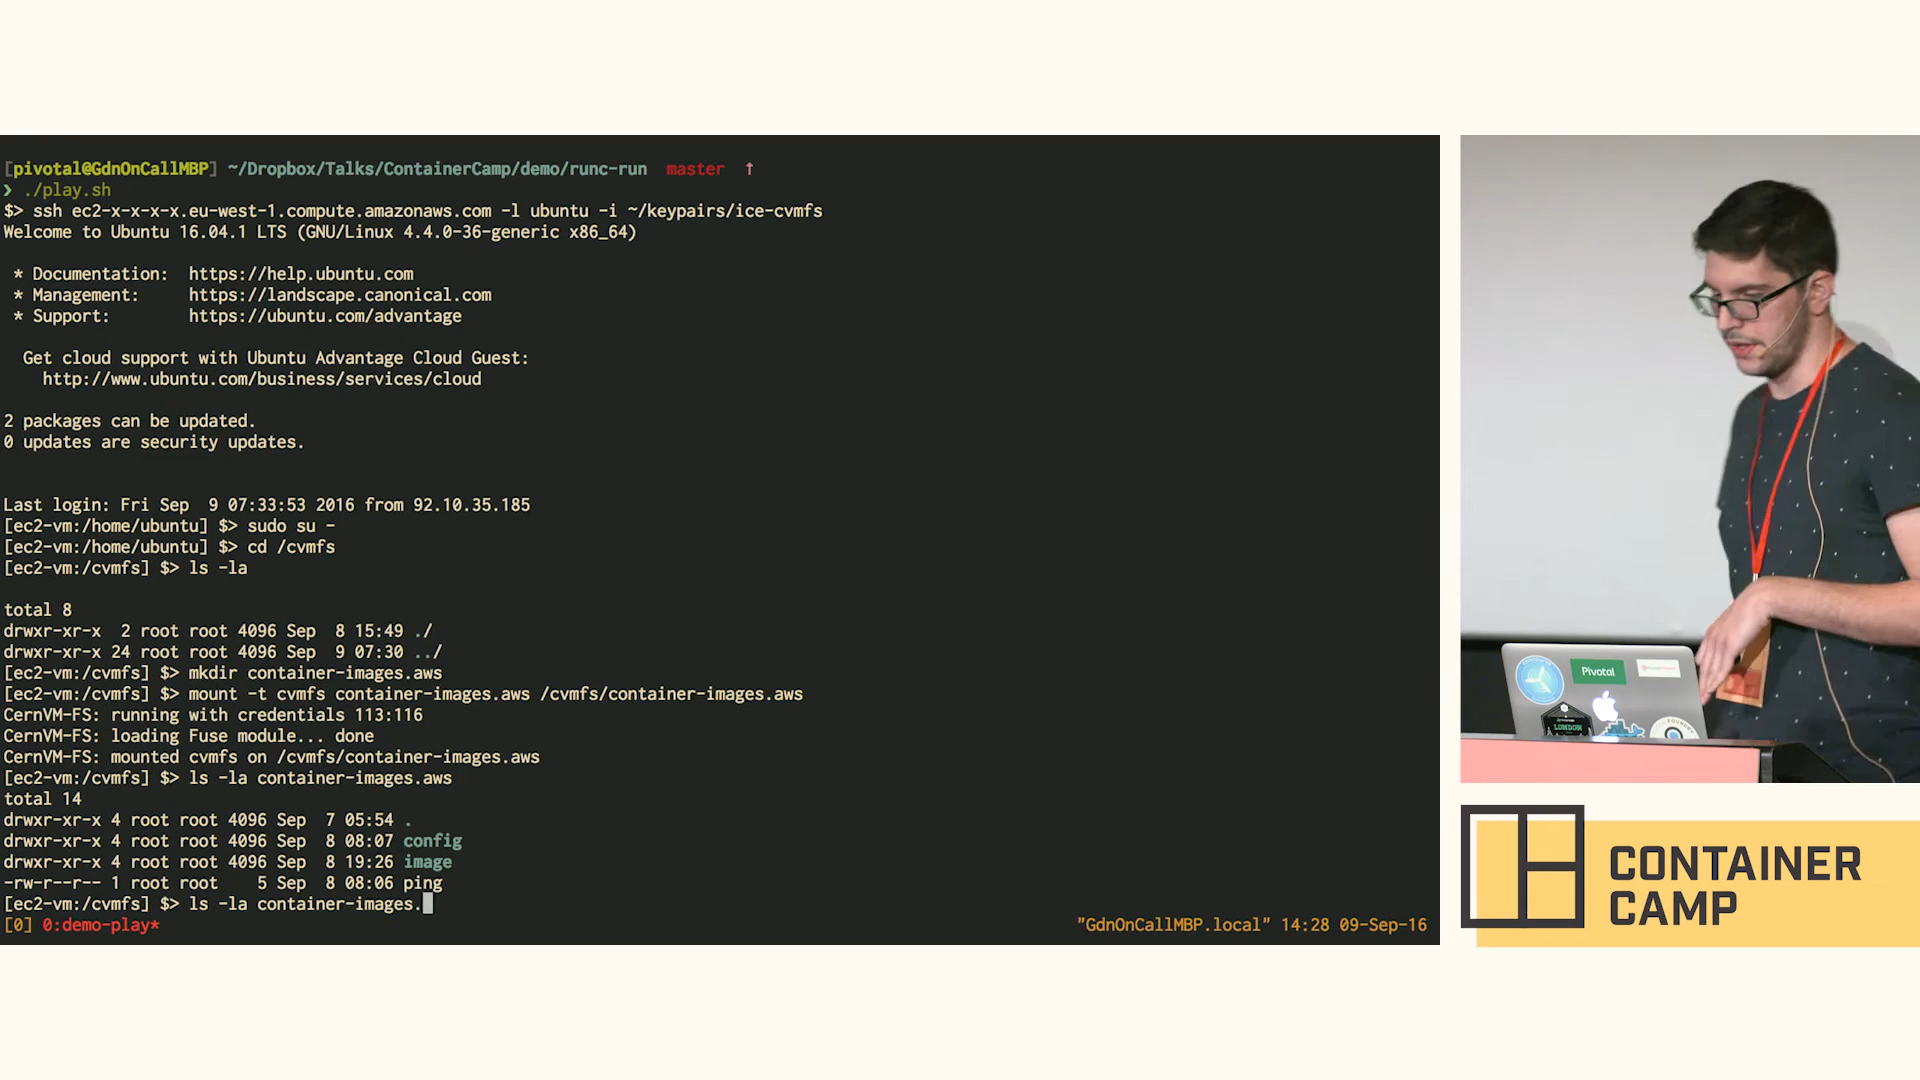 [pivotal@GdnOnCallMBP] ~/Dropbox/Talks/ContainerCamp/demo/runc-run  master  ↑
❯ ./play.sh
$> ssh ec2-x-x-x-x.eu-west-1.compute.amazonaws.com -l ubuntu -i ~/keypairs/ice-cvmfs
Welcome to Ubuntu 16.04.1 LTS (GNU/Linux 4.4.0-36-generic x86_64)
* Documentation:  https://help.ubuntu.com
* Management:     https://landscape.canonical.com
* Support:        https://ubuntu.com/advantage
Get cloud support with Ubuntu Advantage Cloud Guest:
http://www.ubuntu.com/business/services/cloud
2 packages can be updated.
0 updates are security updates.
Last login: Fri Sep  9 07:33:53 2016 from 92.10.35.185
[ec2-vm:/home/ubuntu] $> sudo su -
[ec2-vm:/home/ubuntu] $> cd /cvmfs
[ec2-vm:/cvmfs] $> ls -la
total 8
drwxr-xr-x  2 root root 4096 Sep  8 15:49 ./
drwxr-xr-x 24 root root 4096 Sep  9 07:30 ../
[ec2-vm:/cvmfs] $> mkdir container-images.aws
[ec2-vm:/cvmfs] $> mount -t cvmfs container-images.aws /cvmfs/container-images.aws
CernVM-FS: running with credentials 113:116
CernVM-FS: loading Fuse module... done
CernVM-FS: mounted cvmfs on /cvmfs/container-images.aws
[ec2-vm:/cvmfs] $> ls -la container-images.aws
total 14
drwxr-xr-x 4 root root 4096 Sep  7 05:54 .
drwxr-xr-x 4 root root 4096 Sep  8 08:07 config
drwxr-xr-x 4 root root 4096 Sep  8 19:26 image
-rw-r--r-- 1 root root    5 Sep  8 08:06 ping
[ec2-vm:/cvmfs] $> ls -la container-images.
[0] 0:demo-play*
"GdnOnCallMBP.local" 14:28 09-Sep-16
Pivotal
LONDON
CONTAINER
CAMP